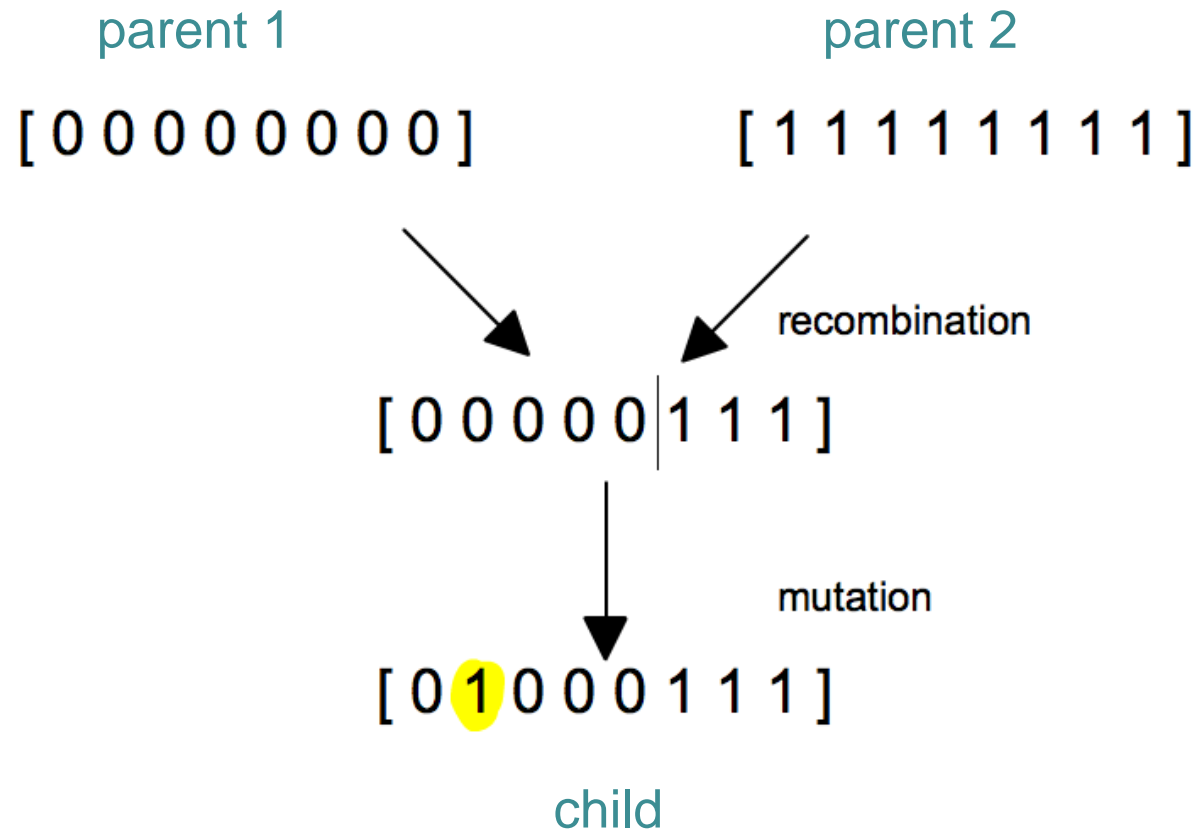 parent 1 parent 2
[ 0 0 0 0 0 0 0 0 ] [ 1 1 1 1 1 1 1 1 ]
recombination
[ 0 0 0 0 0 1 1 1 ]
mutation
[ 0 1 0 0 0 1 1 1 ]
child